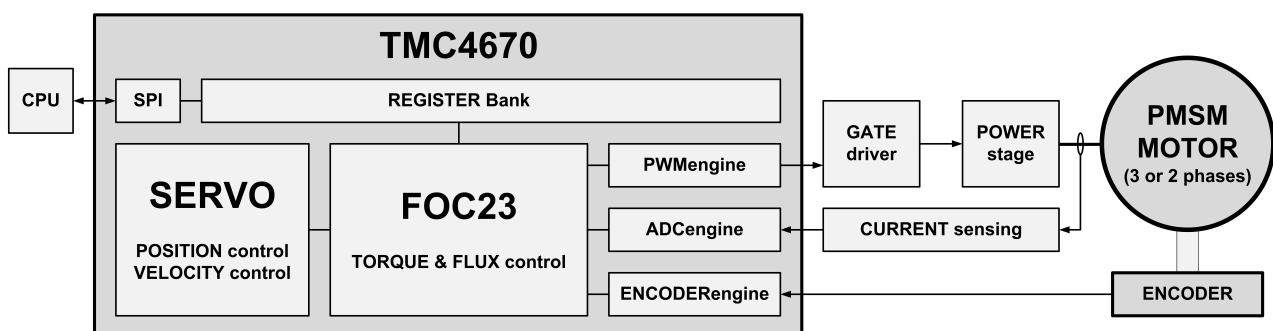 TMC4670
CPU
SPI
REGISTER Bank
SERVO
POSITION control
VELOCITY control
FOC23
TORQUE & FLUX control
PWMengine
ADCengine
ENCODERengine
GATE
driver
POWER
stage
CURRENT sensing
PMSM
MOTOR
(3 or 2 phases)
ENCODER